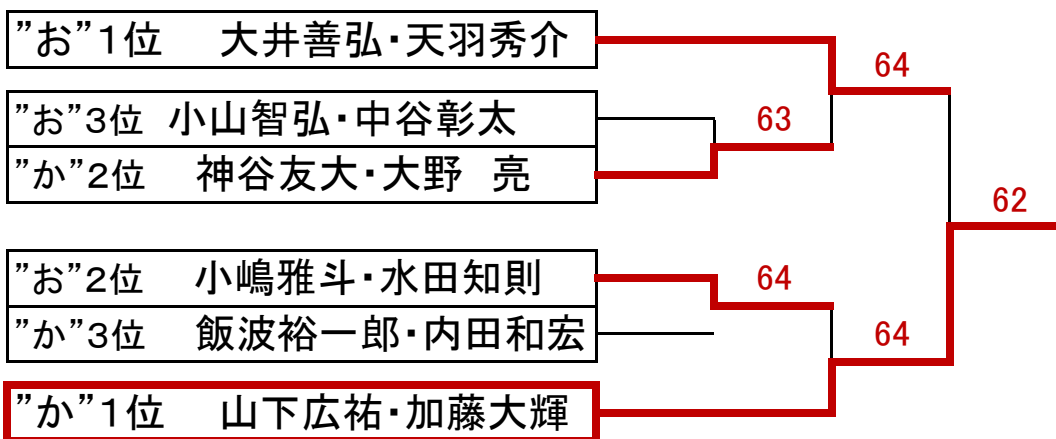 ”お”1位　大井善弘・天羽秀介
64
”お”3位 小山智弘・中谷彰太
63
”か”2位　神谷友大・大野　亮
62
”お”2位　小嶋雅斗・水田知則
64
”か”3位　飯波裕一郎・内田和宏
64
”か”1位　山下広祐・加藤大輝